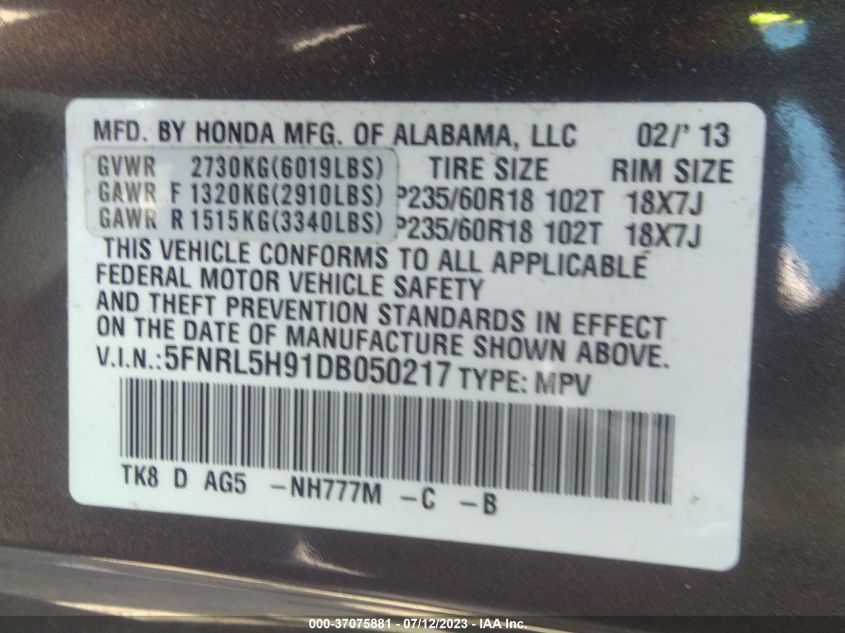 MFD. BY HONDA MFG. OF ALABAMA, LLC 02/' 13
GVWR 2730KG(6019LBS) TIRE SIZE RIM SIZE
GAWR F 1320KG(2910LBS) P235/60R18 102T 18X7J
GAWR R 1515KG(3340LBS) P235/60R18 102T 18X7J
THIS VEHICLE CONFORMS TO ALL APPLICABLE
FEDERAL MOTOR VEHICLE SAFETY
AND THEFT PREVENTION STANDARDS IN EFFECT
ON THE DATE OF MANUFACTURE SHOWN ABOVE.
V.I.N.:5FNRL5H91DB050217 TYPE: MPV
TK8 D AG5 -NH777M -C -B
000-37075881 - 07/12/2023 - IAA Inc.